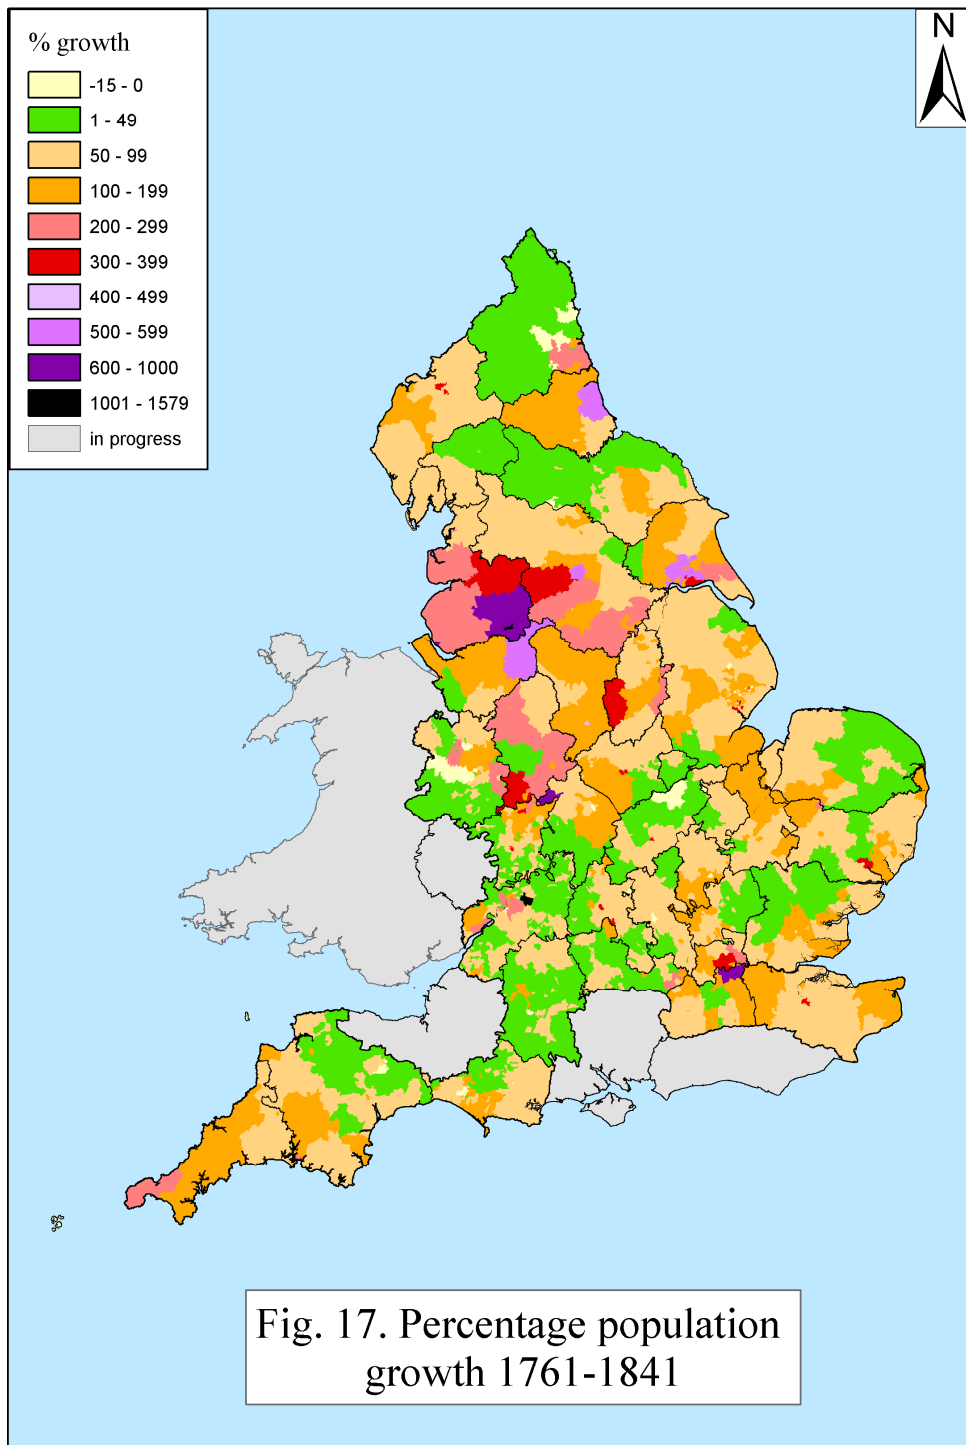 % growth
-15 - 0
1 - 49
50 - 99
100 - 199
200 - 299
300 - 399
400 - 499
500 - 599
600 - 1000
1001 - 1579
in progress
N
Fig. 17. Percentage population
growth 1761-1841